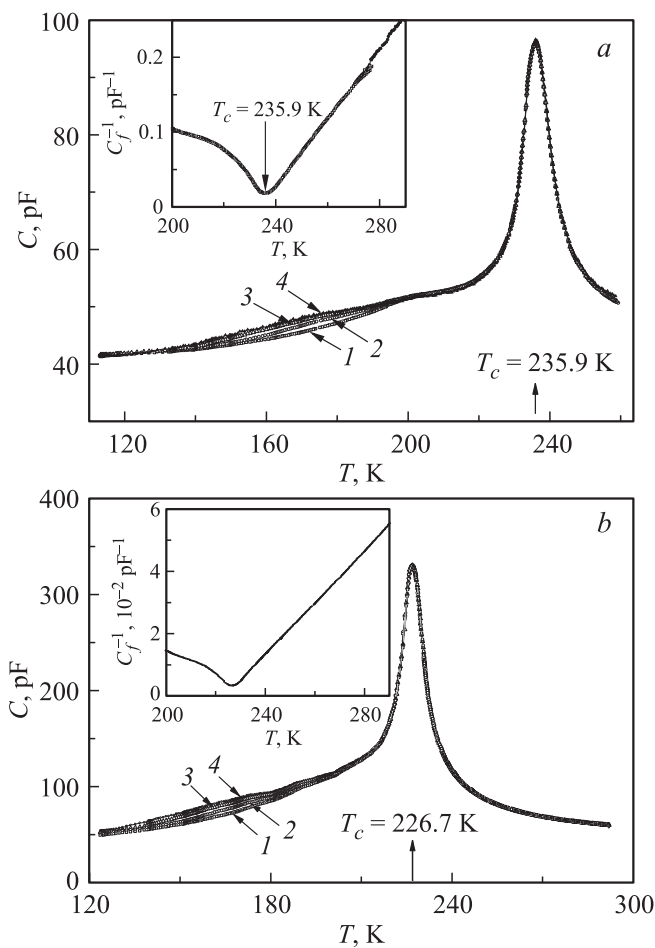 100
80
60
40
C, pF
120
160
200
240
T, K
a
0.2
0.1
0
C_f^{-1}, pF^{-1}
T_c = 235.9 K
200
240
280
T, K
3
4
1
2
T_c = 235.9 K
400
300
200
100
0
C, pF
120
180
240
300
T, K
b
6
4
2
0
C_f^{-1}, 10^{-2} pF^{-1}
200
240
280
T, K
3
4
1
2
T_c = 226.7 K